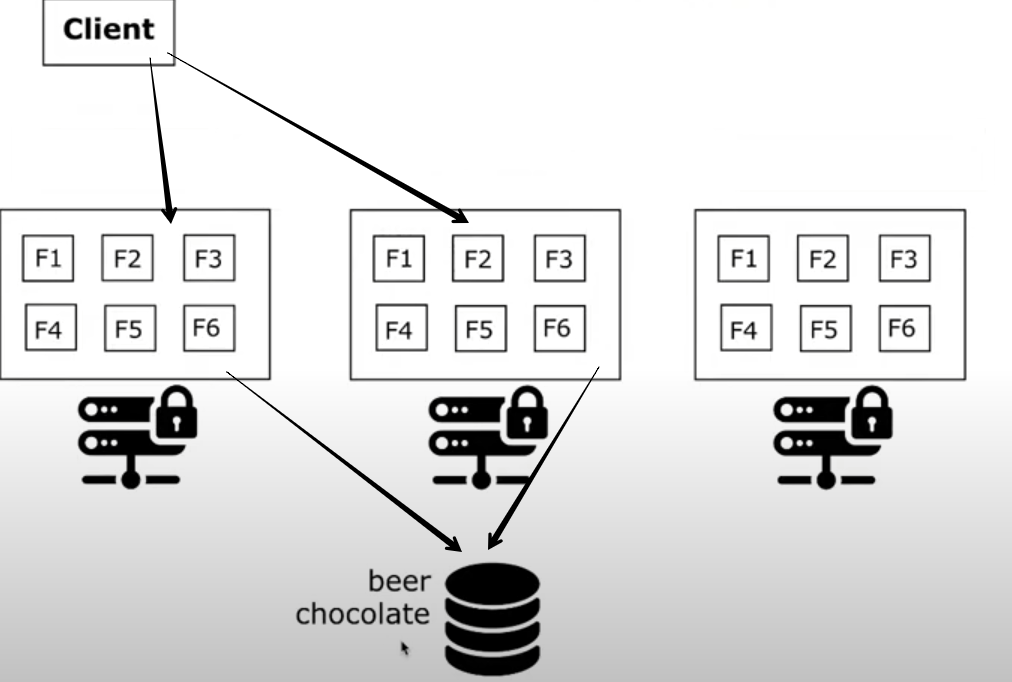 Client
F1 F2 F3
F4 F5 F6
F1 F2 F3
F4 F5 F6
F1 F2 F3
F4 F5 F6
beer
chocolate